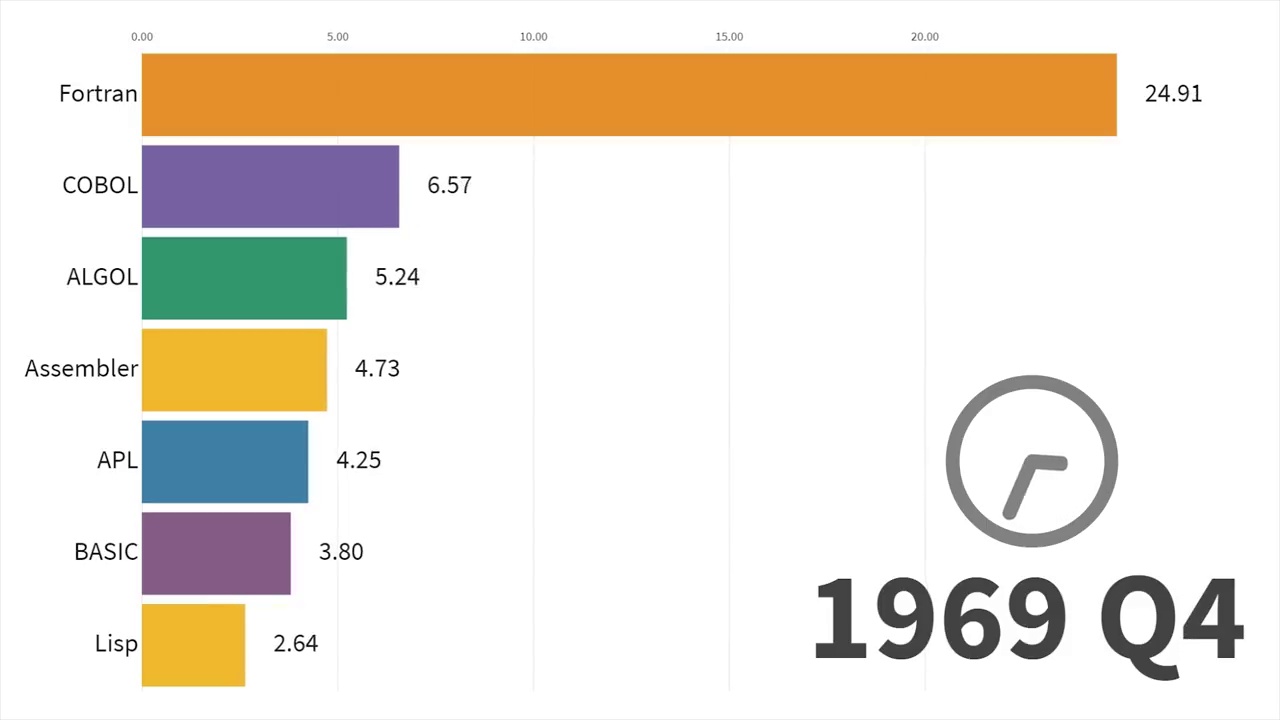 0.00 5.00 10.00 15.00 20.00
Fortran 24.91
COBOL 6.57
ALGOL 5.24
Assembler 4.73
APL 4.25
BASIC 3.80
Lisp 2.64
1969 Q4